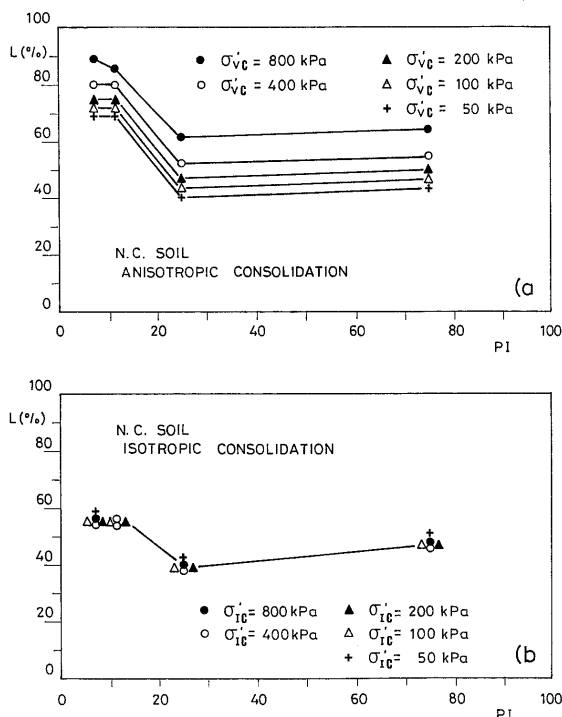 100
L(%)
80
60
40
20
0
● σ'VC = 800 kPa
○ σ'VC = 400 kPa
▲ σ'VC = 200 kPa
△ σ'VC = 100 kPa
+ σ'VC = 50 kPa
N.C. SOIL
ANISOTROPIC CONSOLIDATION
(a
0 20 40 60 80 100
PI
100
L(%)
80
60
40
20
0
N.C. SOIL
ISOTROPIC CONSOLIDATION
● σ'IC = 800 kPa
○ σ'IC = 400 kPa
▲ σ'IC = 200 kPa
△ σ'IC = 100 kPa
+ σ'IC = 50 kPa
(b
0 20 40 60 80 100
PI